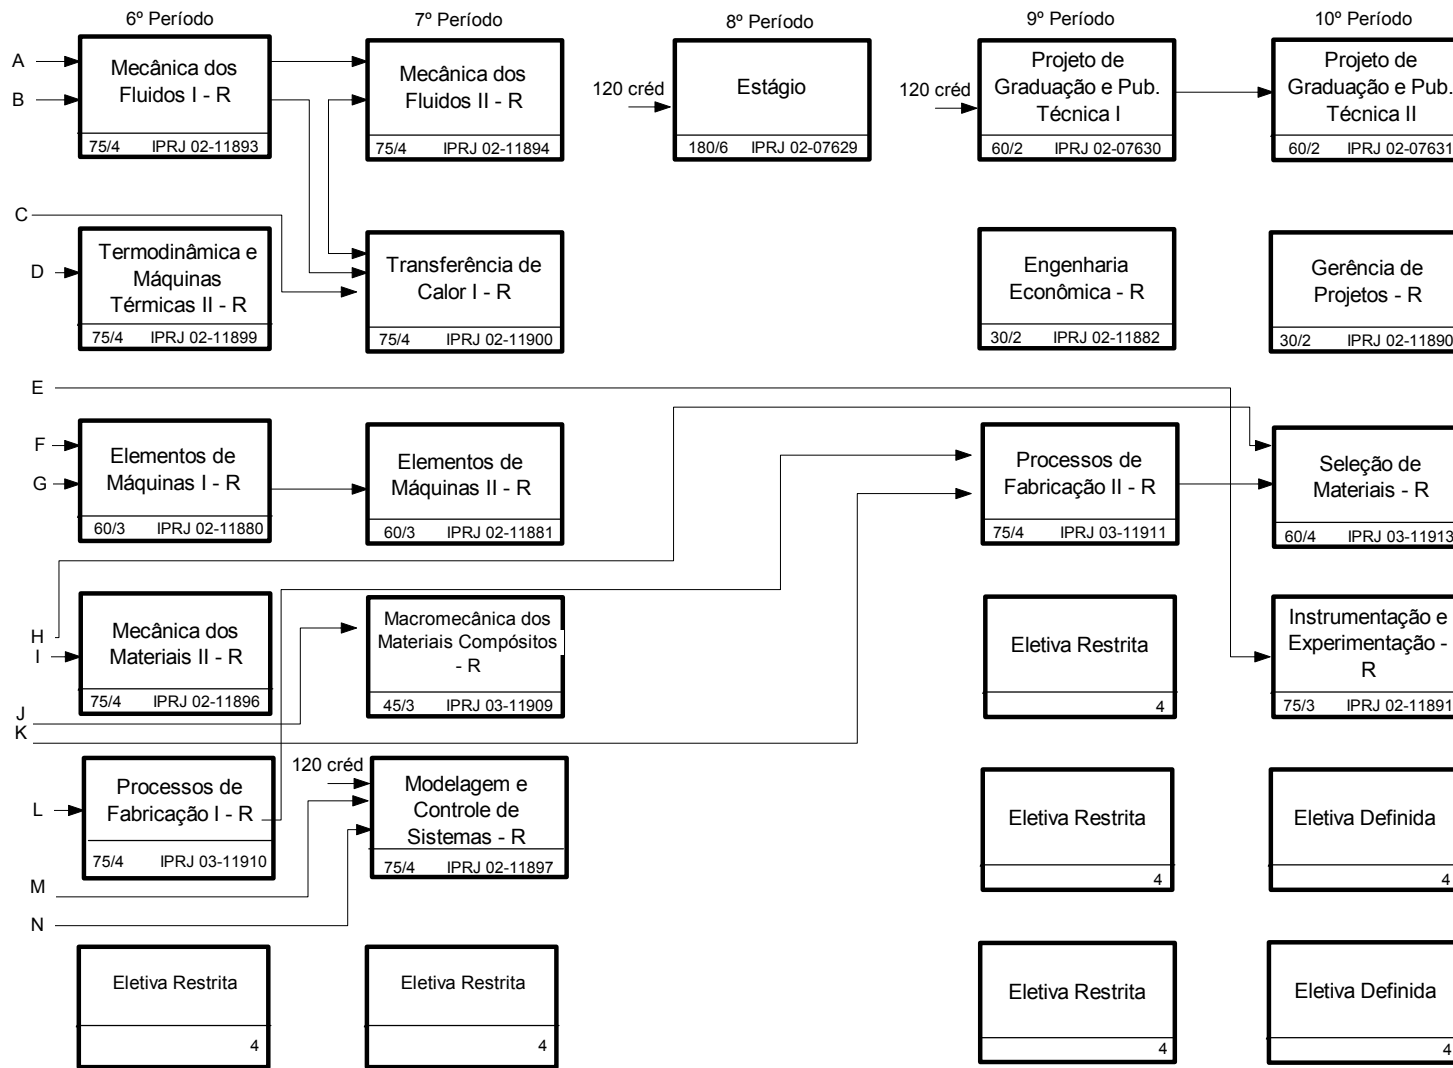 6º Período
7º Período
8º Período
9º Período
10º Período
A
B
Mecânica dos
Fluidos I - R
75/4 IPRJ 02-11893
Mecânica dos
Fluidos II - R
75/4 IPRJ 02-11894
120 créd
Estágio
180/6 IPRJ 02-07629
120 créd
Projeto de
Graduação e Pub.
Técnica I
60/2 IPRJ 02-07630
Projeto de
Graduação e Pub.
Técnica II
60/2 IPRJ 02-07631
C
D
Termodinâmica e
Máquinas
Térmicas II - R
75/4 IPRJ 02-11899
Transferência de
Calor I - R
75/4 IPRJ 02-11900
Engenharia
Econômica - R
30/2 IPRJ 02-11882
Gerência de
Projetos - R
30/2 IPRJ 02-11890
E
F
G
Elementos de
Máquinas I - R
60/3 IPRJ 02-11880
Elementos de
Máquinas II - R
60/3 IPRJ 02-11881
Processos de
Fabricação II - R
75/4 IPRJ 03-11911
Seleção de
Materiais - R
60/4 IPRJ 03-11913
H
I
Mecânica dos
Materiais II - R
75/4 IPRJ 02-11896
Macromecânica dos
Materiais Compósitos
- R
45/3 IPRJ 03-11909
Eletiva Restrita
4
Instrumentação e
Experimentação -
R
75/3 IPRJ 02-11891
J
K
L
Processos de
Fabricação I - R
75/4 IPRJ 03-11910
120 créd
Modelagem e
Controle de
Sistemas - R
75/4 IPRJ 02-11897
Eletiva Restrita
4
Eletiva Definida
4
M
N
Eletiva Restrita
4
Eletiva Restrita
4
Eletiva Restrita
4
Eletiva Definida
4